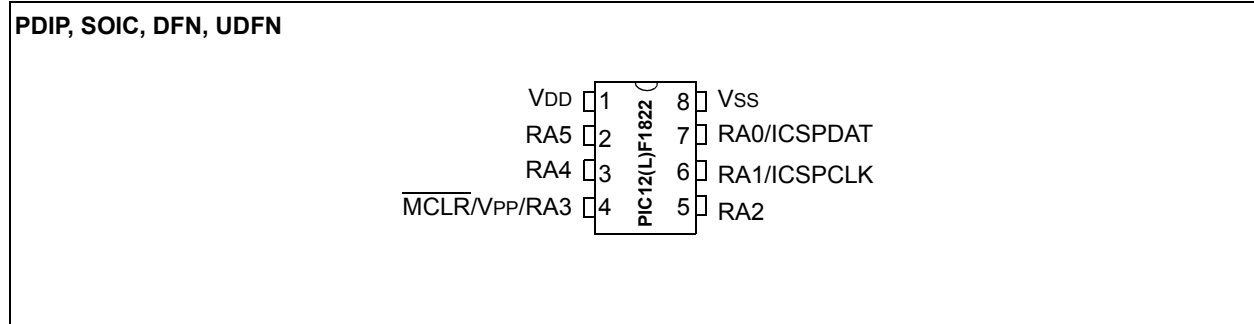 PDIP, SOIC, DFN, UDFN
VDD 1 8 VSS
RA5 2 7 RA0/ICSPDAT
RA4 3 6 RA1/ICSPCLK
MCLR/VPP/RA3 4 5 RA2
PIC12(L)F1822